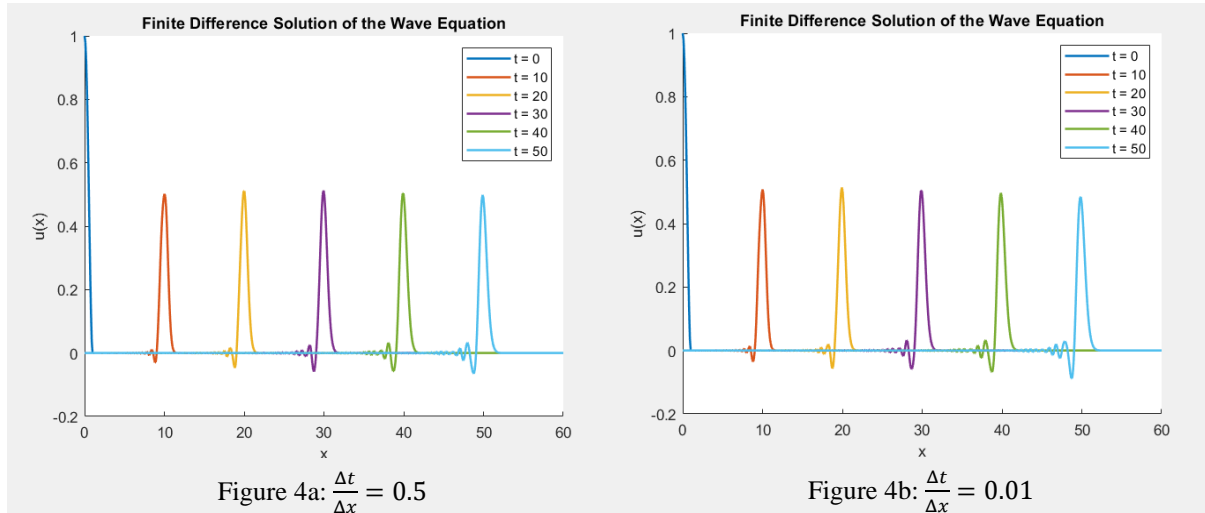 Finite Difference Solution of the Wave Equation
1
0.8
0.6
0.4
0.2
0
-0.2
u(x)
0 10 20 30 40 50 60
x
t = 0
t = 10
t = 20
t = 30
t = 40
t = 50
Figure 4a: Δt/Δx = 0.5
Finite Difference Solution of the Wave Equation
1
0.8
0.6
0.4
0.2
0
-0.2
u(x)
0 10 20 30 40 50 60
x
t = 0
t = 10
t = 20
t = 30
t = 40
t = 50
Figure 4b: Δt/Δx = 0.01